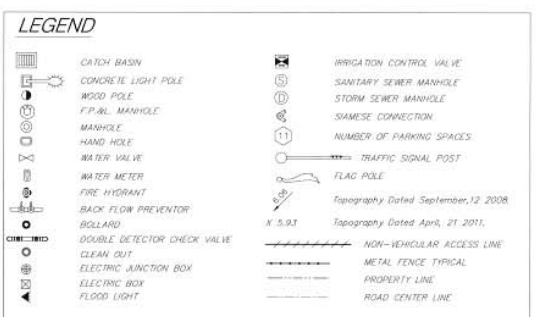 LEGEND
CATCH BASIN
CONCRETE LIGHT POLE
WOOD POLE
F.P.&L. MANHOLE
MANHOLE
HAND HOLE
WATER VALVE
WATER METER
FIRE HYDRANT
BACK FLOW PREVENTOR
BOLLARD
DOUBLE DETECTOR CHECK VALVE
CLEAN OUT
ELECTRIC JUNCTION BOX
ELECTRIC BOX
FLOOD LIGHT
IRRIGATION CONTROL VALVE
S SANITARY SEWER MANHOLE
D STORM SEWER MANHOLE
SIAMESE CONNECTION
11 NUMBER OF PARKING SPACES
TRAFFIC SIGNAL POST
FLAG POLE
6.06 Topography Dated September,12 2008.
X 5.93 Topography Dated April, 21 2011.
NON-VEHICULAR ACCESS LINE
METAL FENCE TYPICAL
PROPERTY LINE
ROAD CENTER LINE